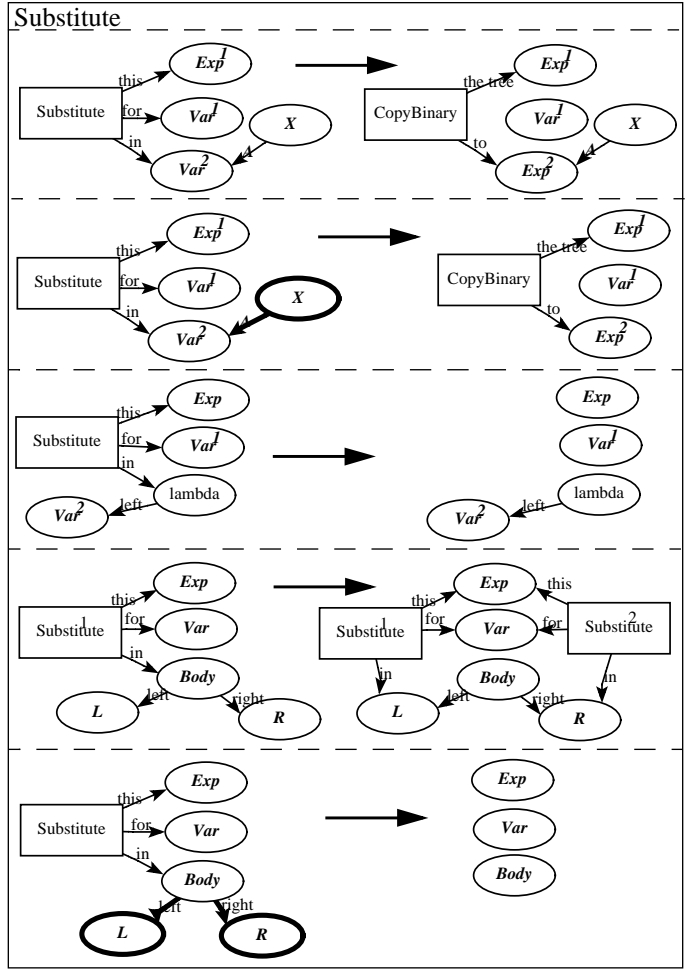 Substitute
Exp1
Exp1
this
the tree
Substitute
for
Var1
X
CopyBinary
Var1
X
in
to
Var2
A
Exp2
A
Exp1
Exp1
this
the tree
Substitute
for
Var1
X
CopyBinary
Var1
in
to
Var2
A
Exp2
Exp
Exp
this
Substitute
for
Var1
Var1
in
lambda
lambda
Var2
left
Var2
left
Exp
Exp
this
this
this
Substitute1
for
Var
Substitute1
for
Var
for
Substitute2
in
Body
in
Body
in
left
right
left
right
L
R
L
R
Exp
Exp
this
Substitute
for
Var
Var
in
Body
Body
left
right
L
R